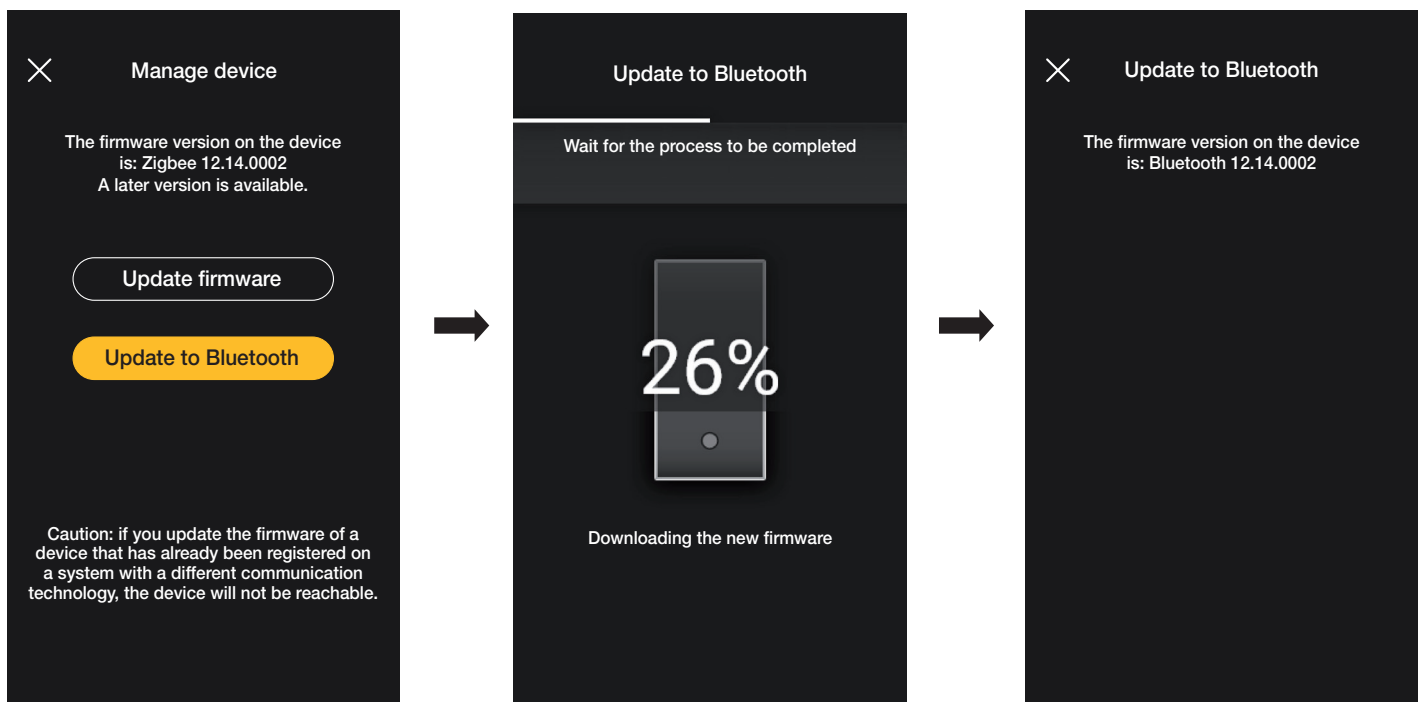 Manage device
The firmware version on the device
is: Zigbee 12.14.0002
A later version is available.
Update firmware
Update to Bluetooth
Caution: if you update the firmware of a
device that has already been registered on
a system with a different communication
technology, the device will not be reachable.
Update to Bluetooth
Wait for the process to be completed
26%
Downloading the new firmware
Update to Bluetooth
The firmware version on the device
is: Bluetooth 12.14.0002